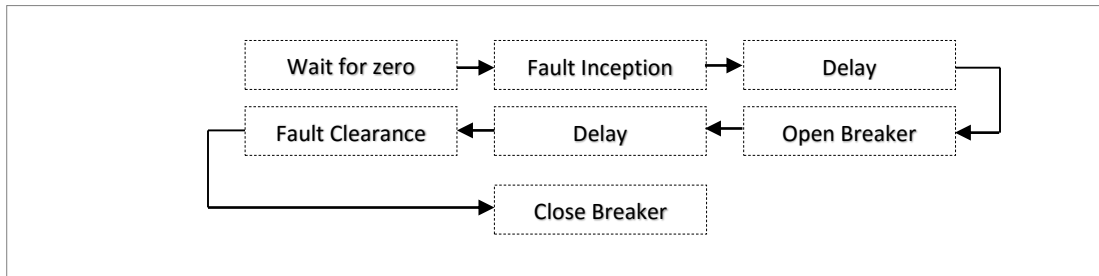 Wait for zero
Fault Inception
Delay
Open Breaker
Delay
Fault Clearance
Close Breaker